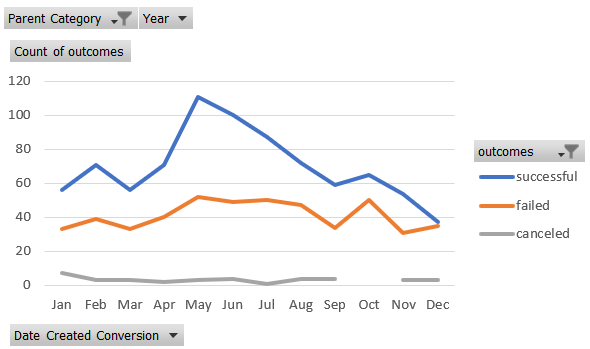 Parent Category Year
Count of outcomes
120
100
80
60
40
20
0
Jan Feb Mar Apr May Jun Jul Aug Sep Oct Nov Dec
outcomes
successful
failed
canceled
Date Created Conversion